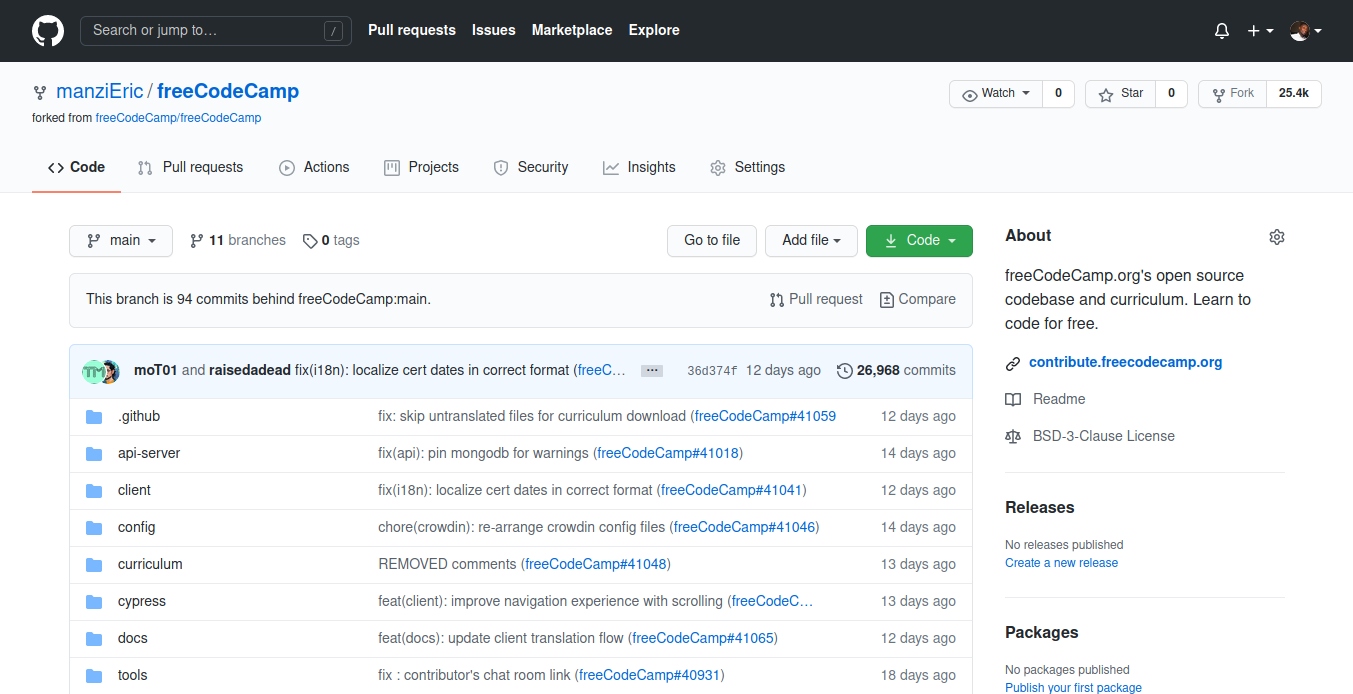 Search or jump to…
/
Pull requests Issues Marketplace Explore
manziEric / freeCodeCamp
Watch 0 Star 0 Fork 25.4k
forked from freeCodeCamp/freeCodeCamp
Code Pull requests Actions Projects Security Insights Settings
main 11 branches 0 tags Go to file Add file Code
This branch is 94 commits behind freeCodeCamp:main. Pull request Compare
TM moT01 and raisedadead fix(i18n): localize cert dates in correct format (freeC… ... 36d374f 12 days ago 26,968 commits
.github fix: skip untranslated files for curriculum download (freeCodeCamp#41059 12 days ago
api-server fix(api): pin mongodb for warnings (freeCodeCamp#41018) 14 days ago
client fix(i18n): localize cert dates in correct format (freeCodeCamp#41041) 12 days ago
config chore(crowdin): re-arrange crowdin config files (freeCodeCamp#41046) 14 days ago
curriculum REMOVED comments (freeCodeCamp#41048) 13 days ago
cypress feat(client): improve navigation experience with scrolling (freeCodeC… 13 days ago
docs feat(docs): update client translation flow (freeCodeCamp#41065) 12 days ago
tools fix : contributor's chat room link (freeCodeCamp#40931) 18 days ago
About
freeCodeCamp.org's open source
codebase and curriculum. Learn to
code for free.
contribute.freecodecamp.org
Readme
BSD-3-Clause License
Releases
No releases published
Create a new release
Packages
No packages published
Publish your first package